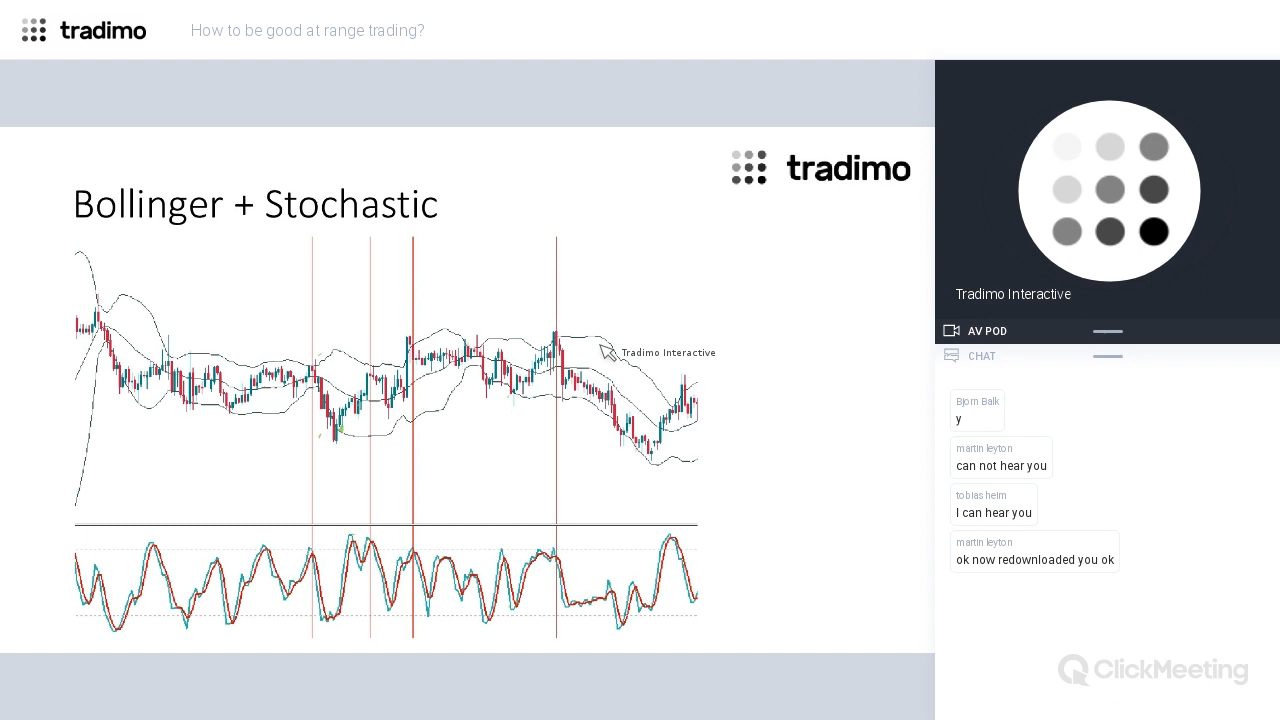 tradimo
How to be good at range trading?
tradimo
Bollinger + Stochastic
Tradimo Interactive
Tradimo Interactive
AV POD
CHAT
Bjorn Balk
y
martin leyton
can not hear you
tobias heim
I can hear you
martin leyton
ok now redownloaded you ok
ClickMeeting